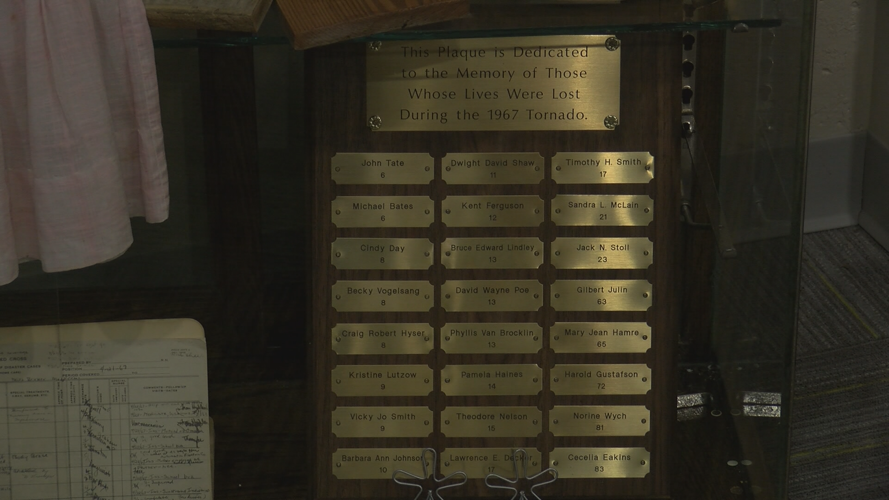 This Plaque is Dedicated
to the Memory of Those
Whose Lives Were Lost
During the 1967 Tornado.
John Tate
6
Dwight David Shaw
11
Timothy H. Smith
17
Michael Bates
6
Kent Ferguson
12
Sandra L. McLain
21
Cindy Day
8
Bruce Edward Lindley
13
Jack N. Stoll
23
Becky Vogelsang
8
David Wayne Poe
13
Gilbert Julin
63
Craig Robert Hyser
8
Phyllis Van Brocklin
13
Mary Jean Hamre
65
Kristine Lutzow
9
Pamela Haines
14
Harold Gustafson
72
Vicky Jo Smith
9
Theodore Nelson
15
Norine Wych
81
Barbara Ann Johnson
10
Lawrence E.
17
Cecelia Eakins
83